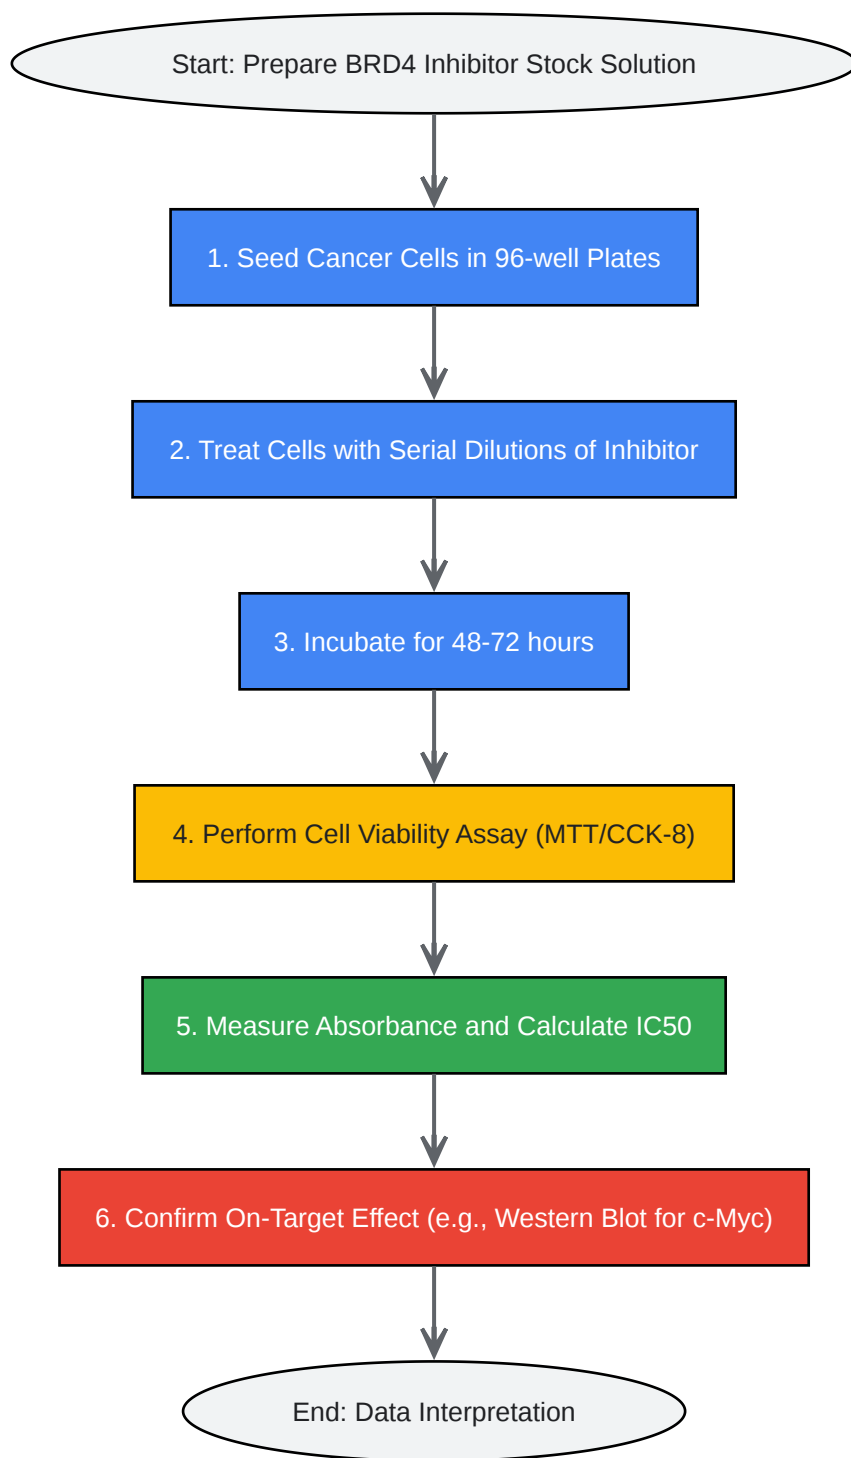 Start: Prepare BRD4 Inhibitor Stock Solution
1. Seed Cancer Cells in 96-well Plates
2. Treat Cells with Serial Dilutions of Inhibitor
3. Incubate for 48-72 hours
4. Perform Cell Viability Assay (MTT/CCK-8)
5. Measure Absorbance and Calculate IC50
6. Confirm On-Target Effect (e.g., Western Blot for c-Myc)
End: Data Interpretation